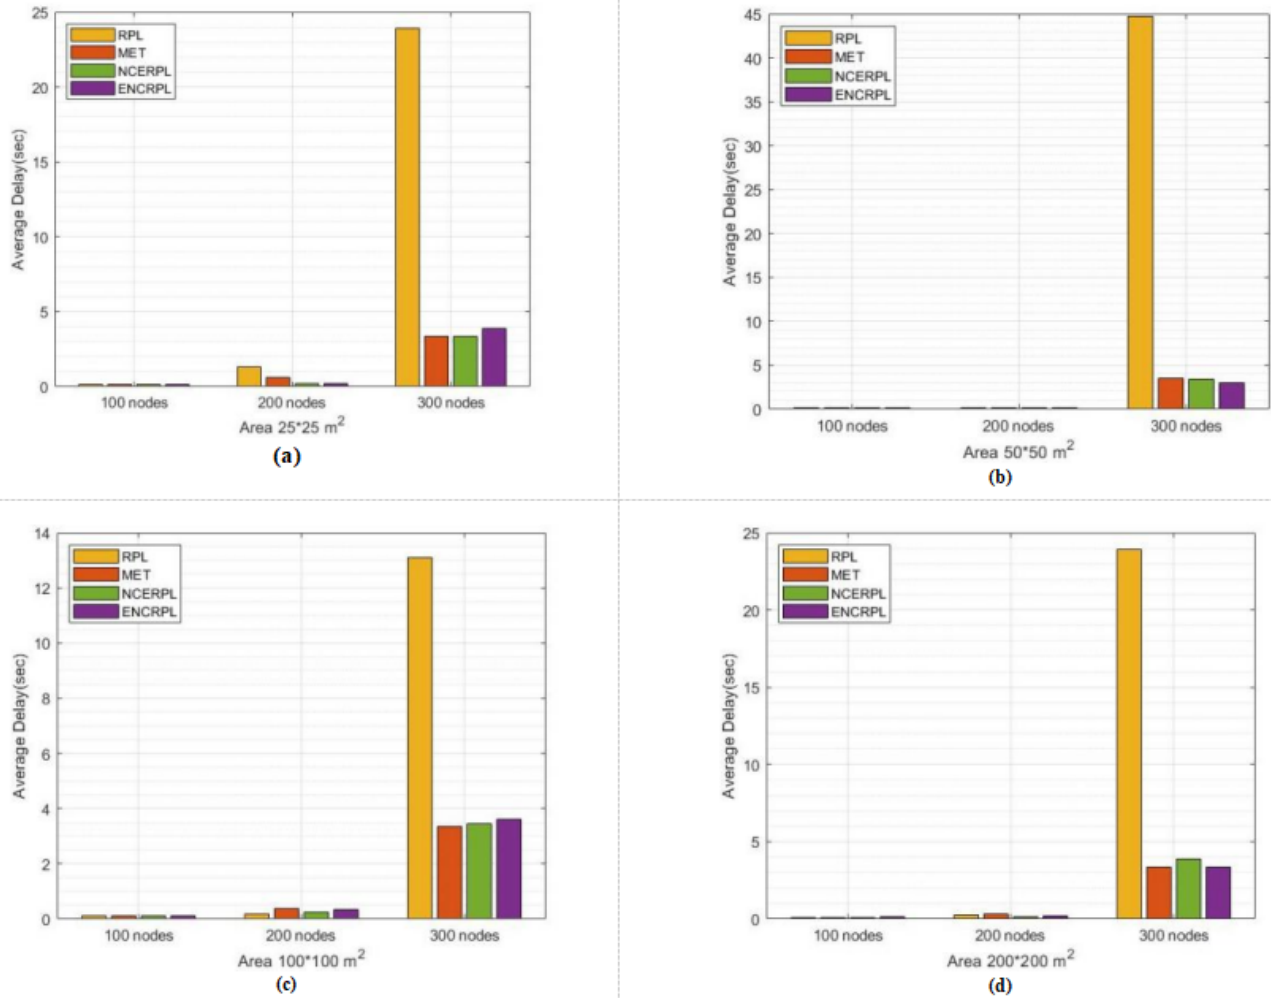 25
20
15
10
5
0
Average Delay(sec)
RPL
MET
NCERPL
ENCRPL
100 nodes
200 nodes
300 nodes
Area 25*25 m²
(a)
45
40
35
30
25
20
15
10
5
0
Average Delay(sec)
RPL
MET
NCERPL
ENCRPL
100 nodes
200 nodes
300 nodes
Area 50*50 m²
(b)
14
12
10
8
6
4
2
0
Average Delay(sec)
RPL
MET
NCERPL
ENCRPL
100 nodes
200 nodes
300 nodes
Area 100*100 m²
(c)
25
20
15
10
5
0
Average Delay(sec)
RPL
MET
NCERPL
ENCRPL
100 nodes
200 nodes
300 nodes
Area 200*200 m²
(d)